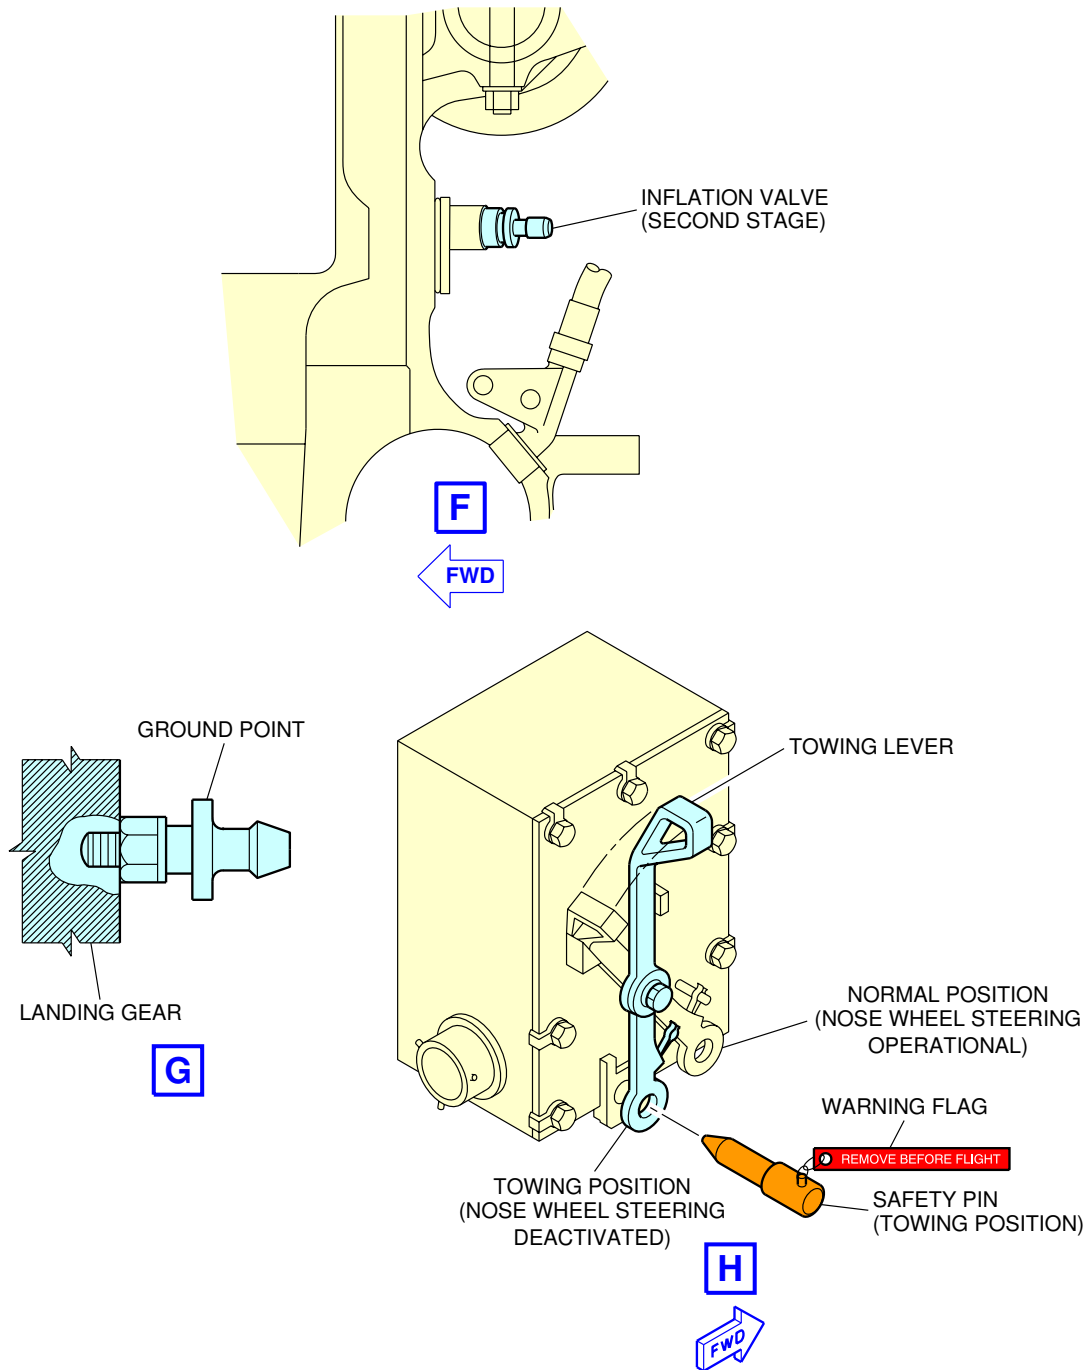 INFLATION VALVE
(SECOND STAGE)
F
FWD
GROUND POINT
LANDING GEAR
G
TOWING LEVER
NORMAL POSITION
(NOSE WHEEL STEERING
OPERATIONAL)
WARNING FLAG
REMOVE BEFORE FLIGHT
SAFETY PIN
(TOWING POSITION)
TOWING POSITION
(NOSE WHEEL STEERING
DEACTIVATED)
H
FWD